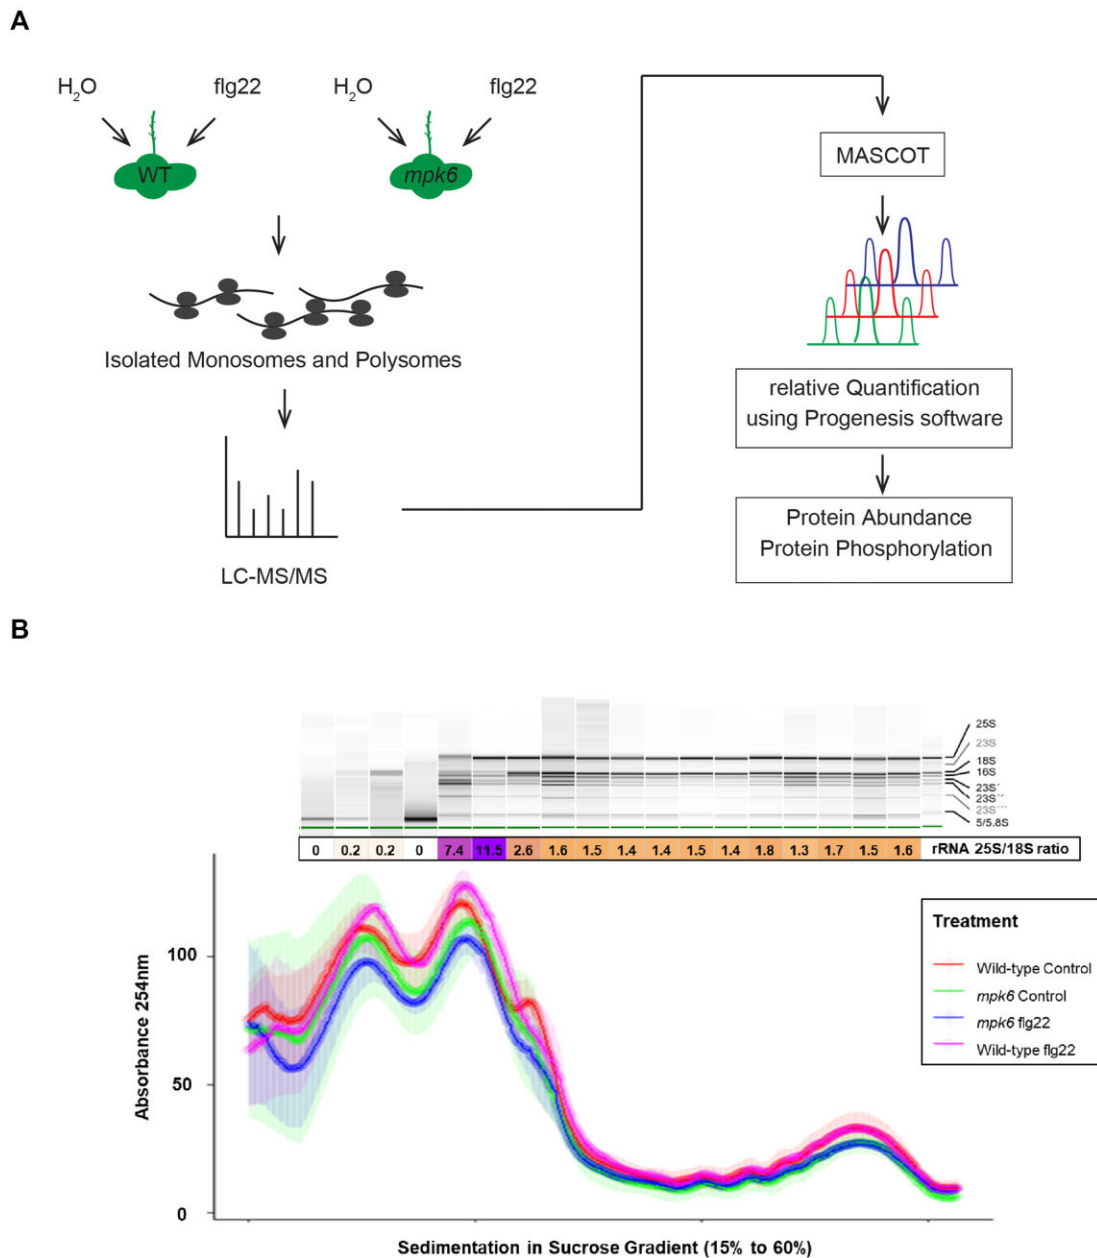 A
H₂O
flg22
H₂O
flg22
WT
mpk6
Isolated Monosomes and Polysomes
LC-MS/MS
MASCOT
relative Quantification
using Progenesis software
Protein Abundance
Protein Phosphorylation
B
25S
23S
18S
16S
23S´
23S´´
23S´´´
5/5,8S
0 0.2 0.2 0 7.4 11.5 2.6 1.6 1.5 1.4 1.4 1.5 1.4 1.8 1.3 1.7 1.5 1.6 rRNA 25S/18S ratio
Absorbance 254nm
100
50
0
Treatment
Wild-type Control
mpk6 Control
mpk6 flg22
Wild-type flg22
Sedimentation in Sucrose Gradient (15% to 60%)